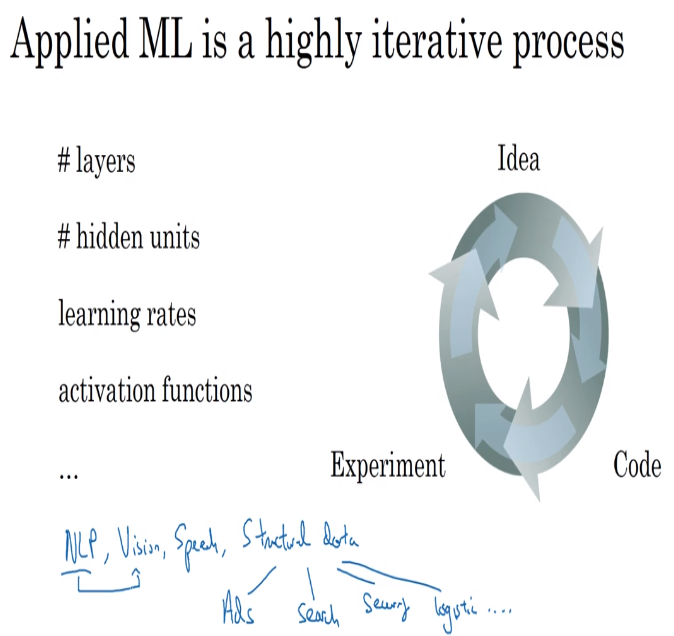 Applied ML is a highly iterative process
# layers
Idea
# hidden units
learning rates
activation functions
...
Experiment
Code
NLP, Vision, Speech, Structural data
Ads Search Security logistic ....